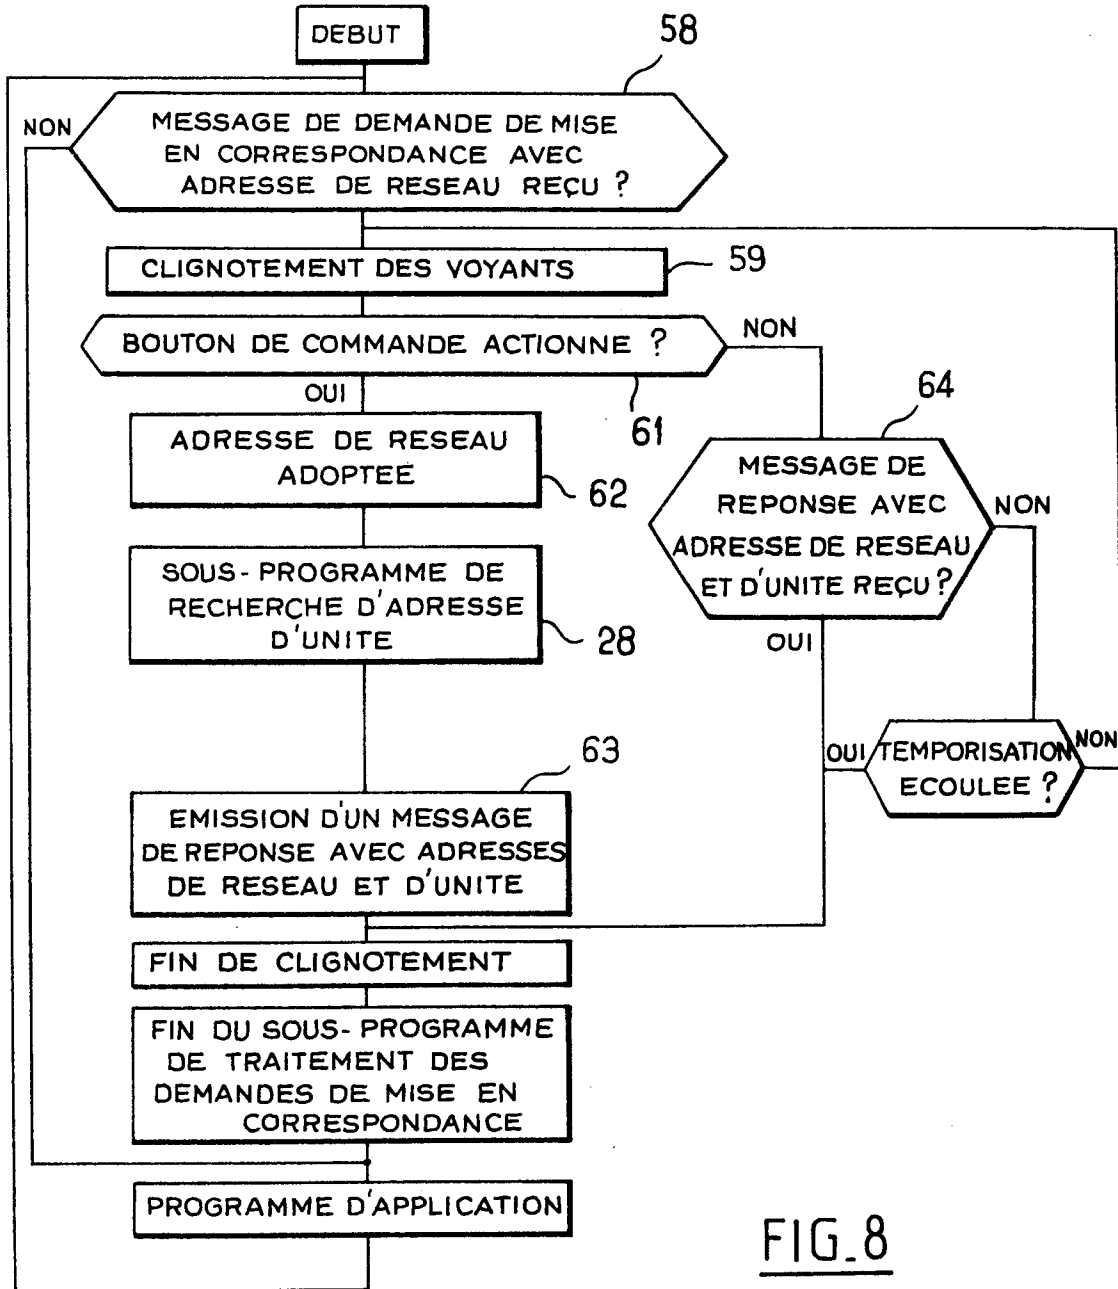 DEBUT
58
NON
MESSAGE DE DEMANDE DE MISE
EN CORRESPONDANCE AVEC
ADRESSE DE RESEAU REÇU ?
CLIGNOTEMENT DES VOYANTS
59
BOUTON DE COMMANDE ACTIONNE ?
NON
OUI
61
64
ADRESSE DE RESEAU
ADOPTEE
62
MESSAGE DE
REPONSE AVEC
ADRESSE DE RESEAU
ET D'UNITE REÇU ?
NON
OUI
SOUS-PROGRAMME DE
RECHERCHE D'ADRESSE
D'UNITE
28
OUI
TEMPORISATION
ECOULEE ?
NON
63
EMISSION D'UN MESSAGE
DE REPONSE AVEC ADRESSES
DE RESEAU ET D'UNITE
FIN DE CLIGNOTEMENT
FIN DU SOUS-PROGRAMME
DE TRAITEMENT DES
DEMANDES DE MISE EN
CORRESPONDANCE
PROGRAMME D'APPLICATION
FIG_8